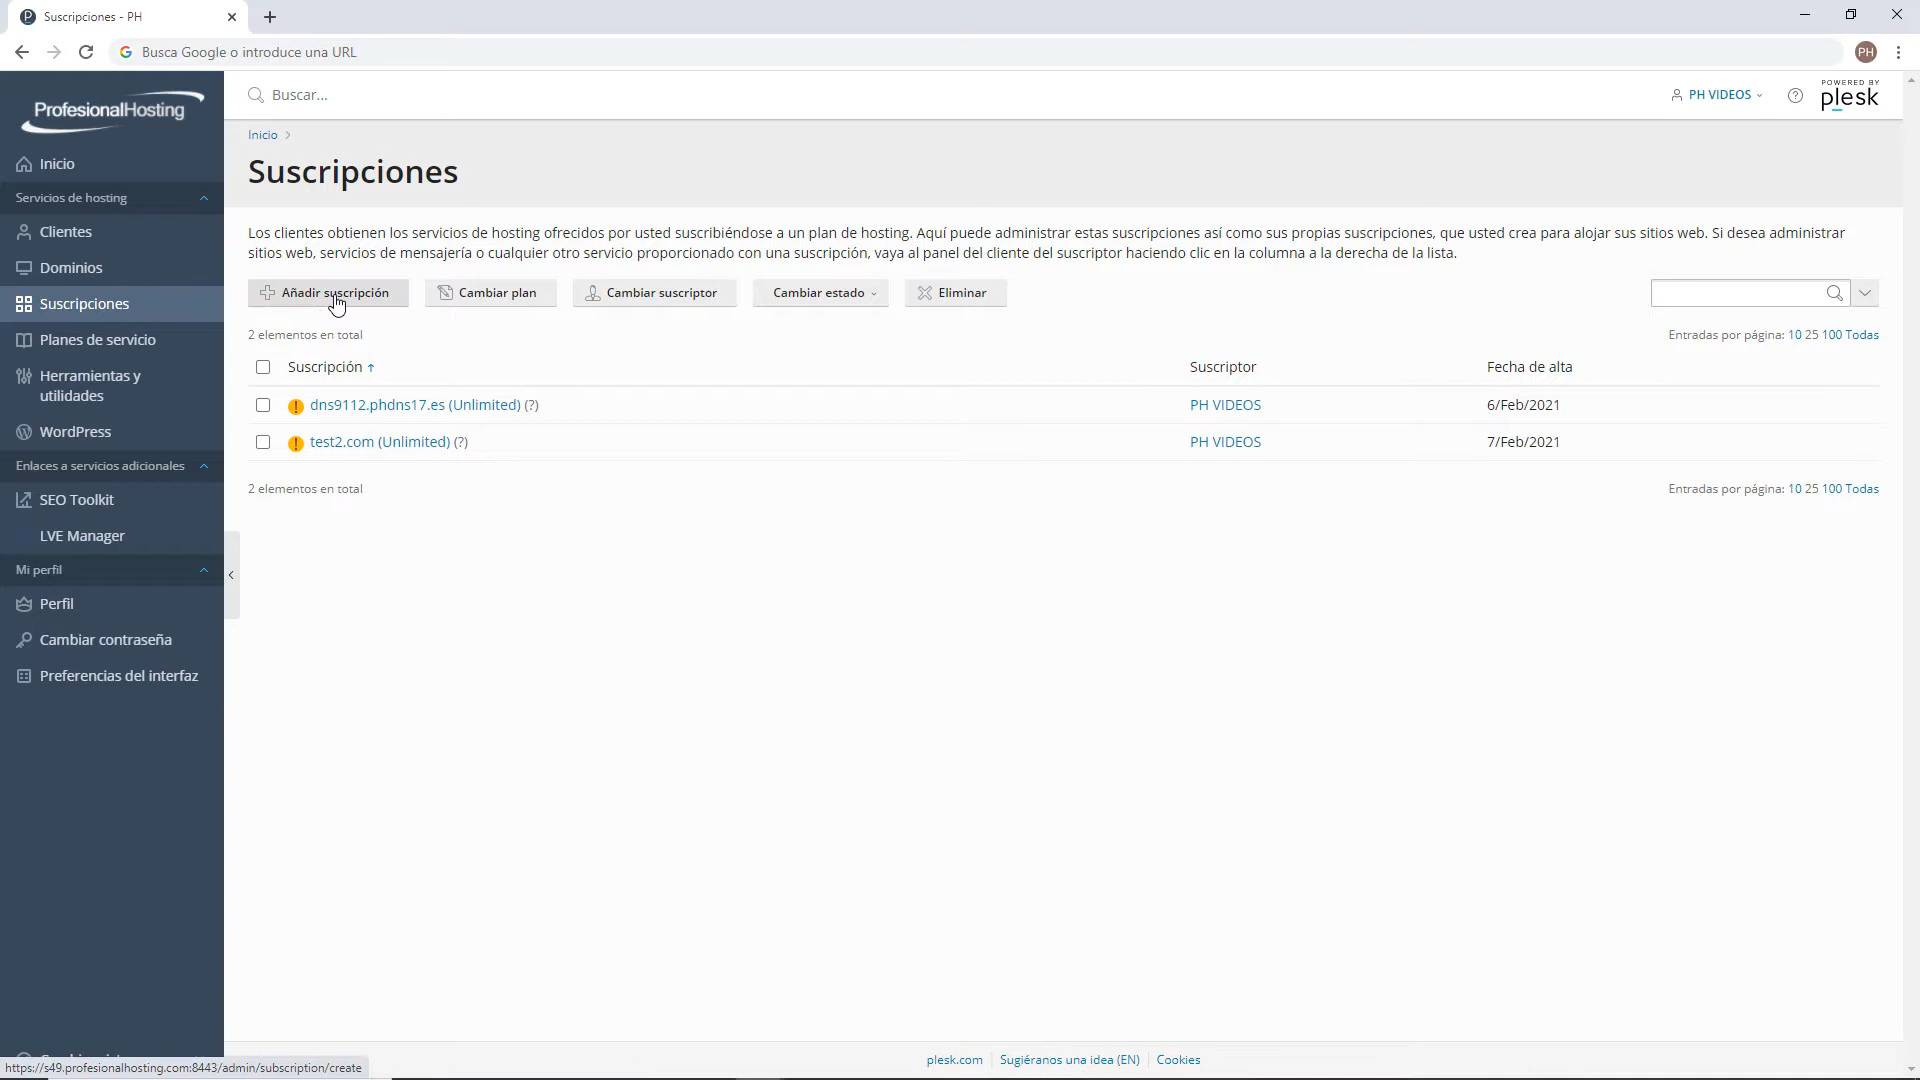 Suscripciones - PH
Busca Google o introduce una URL
PH
ProfesionalHosting
Buscar...
PH VIDEOS
POWERED BY
plesk
Inicio
Servicios de hosting
Clientes
Dominios
Suscripciones
Planes de servicio
Herramientas y
utilidades
WordPress
Enlaces a servicios adicionales
SEO Toolkit
LVE Manager
Mi perfil
Perfil
Cambiar contraseña
Preferencias del interfaz
Inicio >
Suscripciones
Los clientes obtienen los servicios de hosting ofrecidos por usted suscribiéndose a un plan de hosting. Aquí puede administrar estas suscripciones así como sus propias suscripciones, que usted crea para alojar sus sitios web. Si desea administrar
sitios web, servicios de mensajería o cualquier otro servicio proporcionado con una suscripción, vaya al panel del cliente del suscriptor haciendo clic en la columna a la derecha de la lista.
Añadir suscripción Cambiar plan Cambiar suscriptor Cambiar estado Eliminar
2 elementos en total Entradas por página: 10 25 100 Todas
Suscripción ↑ Suscriptor Fecha de alta
dns9112.phdns17.es (Unlimited) (?) PH VIDEOS 6/Feb/2021
test2.com (Unlimited) (?) PH VIDEOS 7/Feb/2021
2 elementos en total Entradas por página: 10 25 100 Todas
plesk.com Sugiéranos una idea (EN) Cookies
https://s49.profesionalhosting.com:8443/admin/subscription/create